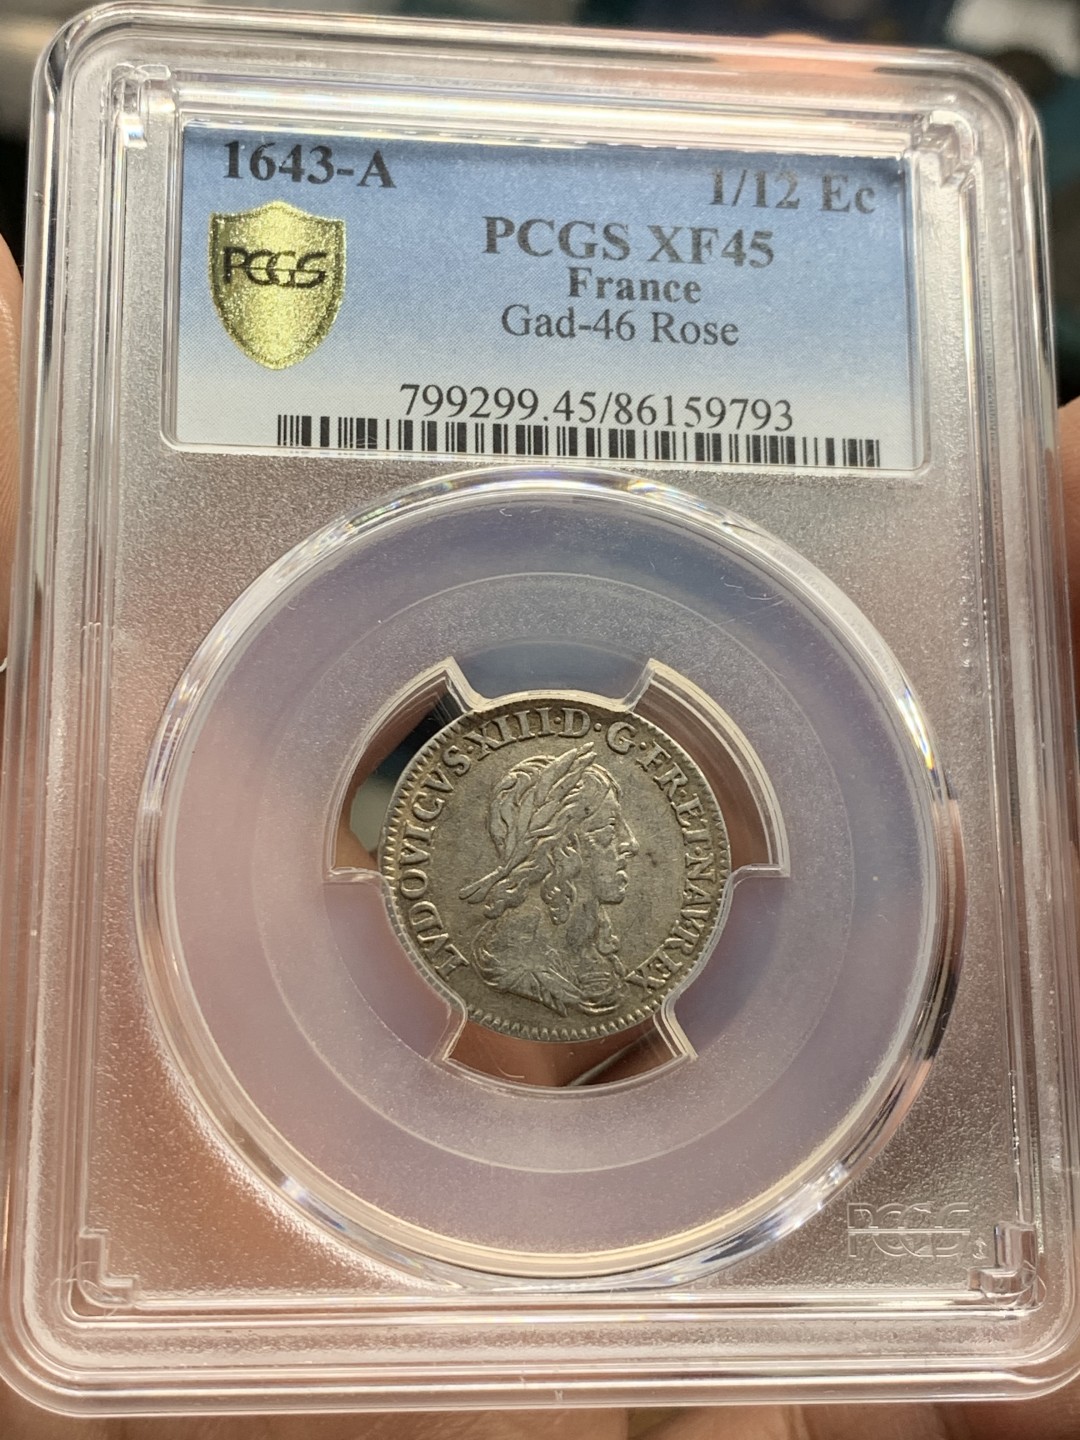 1643-A 1/12 Ec
PCGS XF45
PCGS
France
Gad-46 Rose
799299.45/86159793
LVDOVICVS·XIII·D·G·FR·ET·NAV·REX
PCGS